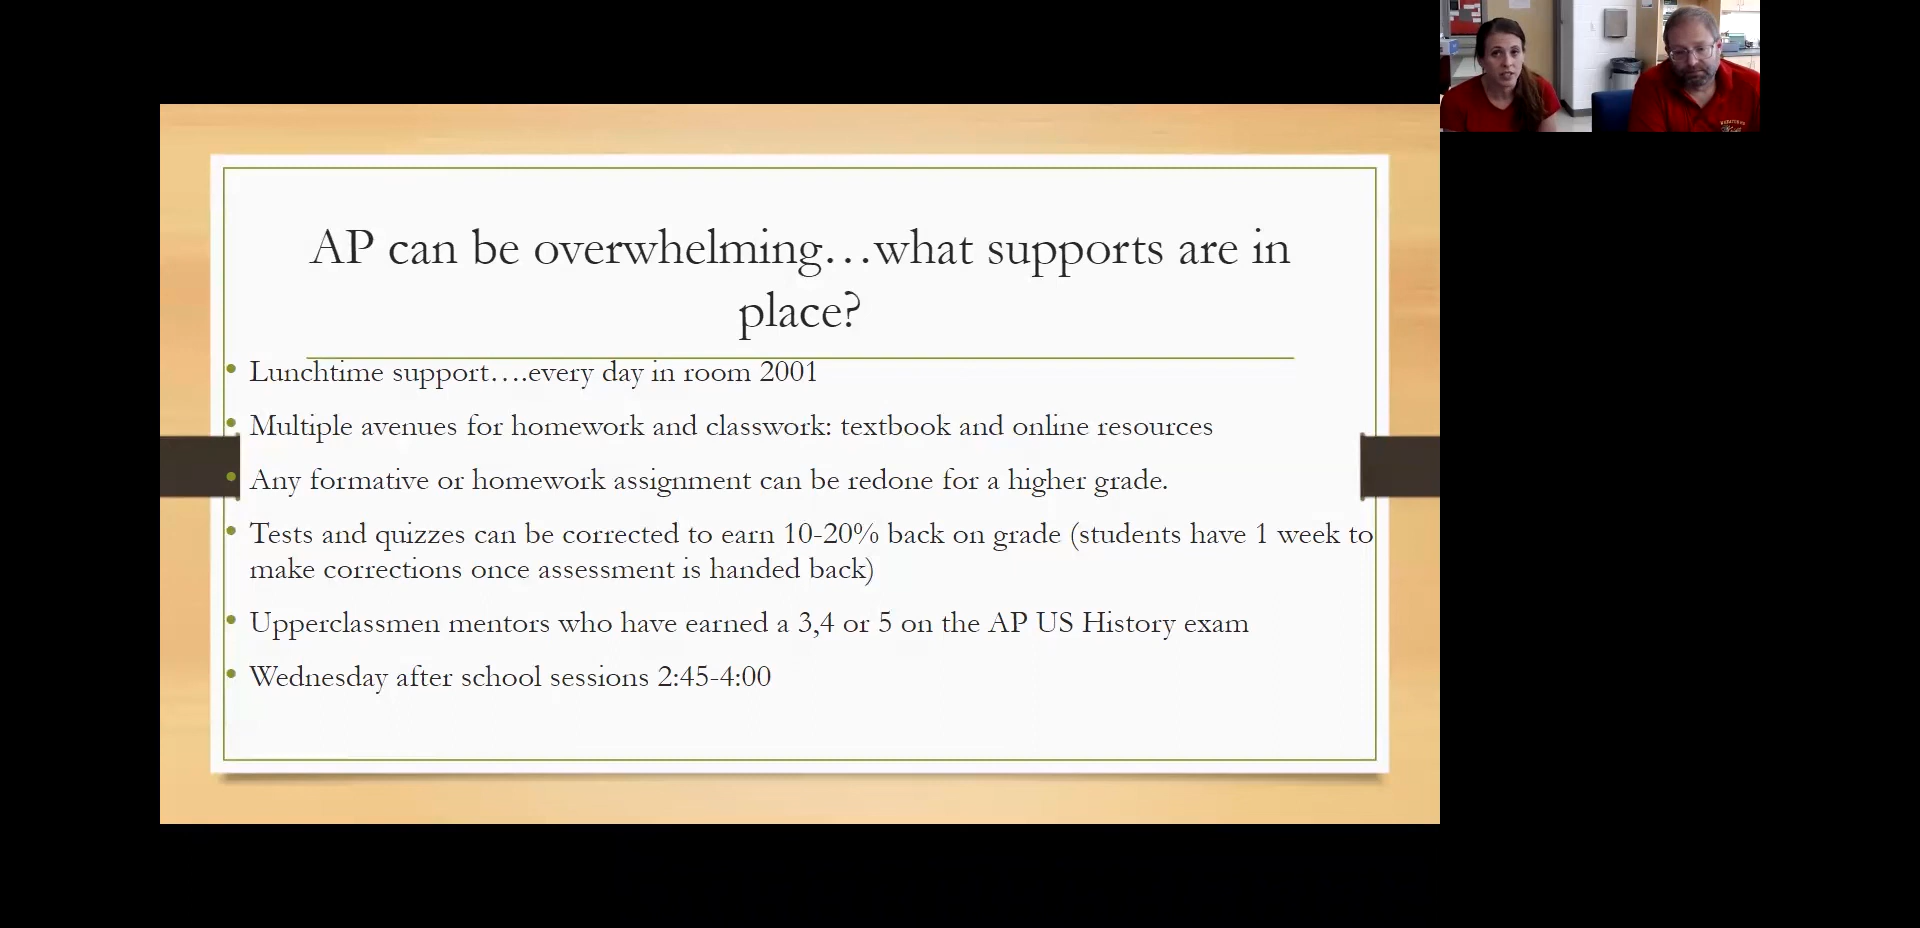 AP can be overwhelming…what supports are in
place?
• Lunchtime support….every day in room 2001
• Multiple avenues for homework and classwork: textbook and online resources
• Any formative or homework assignment can be redone for a higher grade.
• Tests and quizzes can be corrected to earn 10-20% back on grade (students have 1 week to
make corrections once assessment is handed back)
• Upperclassmen mentors who have earned a 3,4 or 5 on the AP US History exam
• Wednesday after school sessions 2:45-4:00